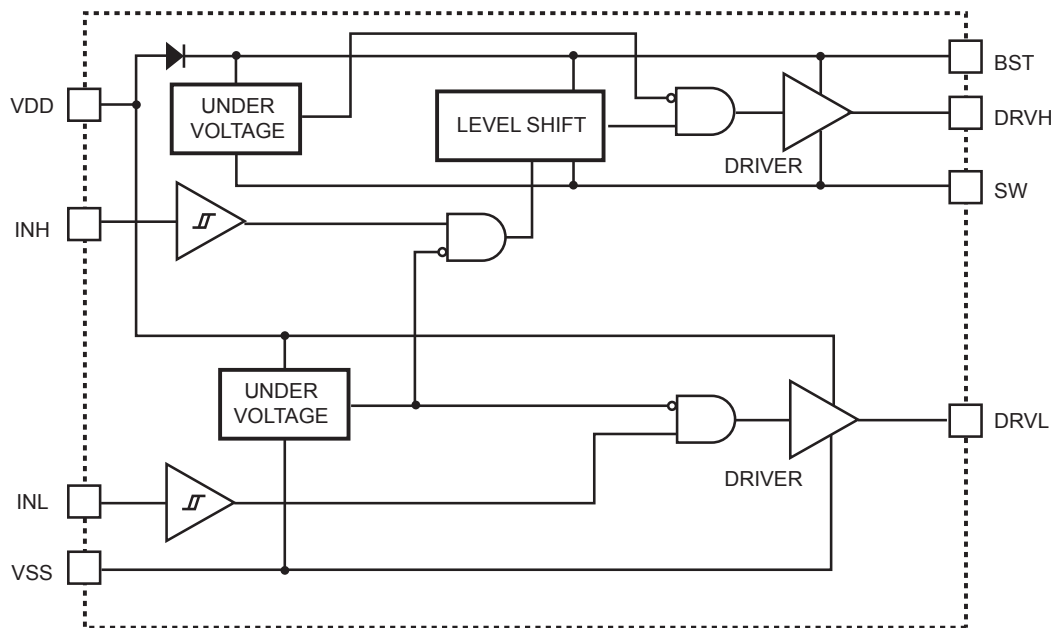 BST
VDD
UNDER
VOLTAGE
LEVEL SHIFT
DRVH
DRIVER
SW
INH
UNDER
VOLTAGE
DRVL
DRIVER
INL
VSS